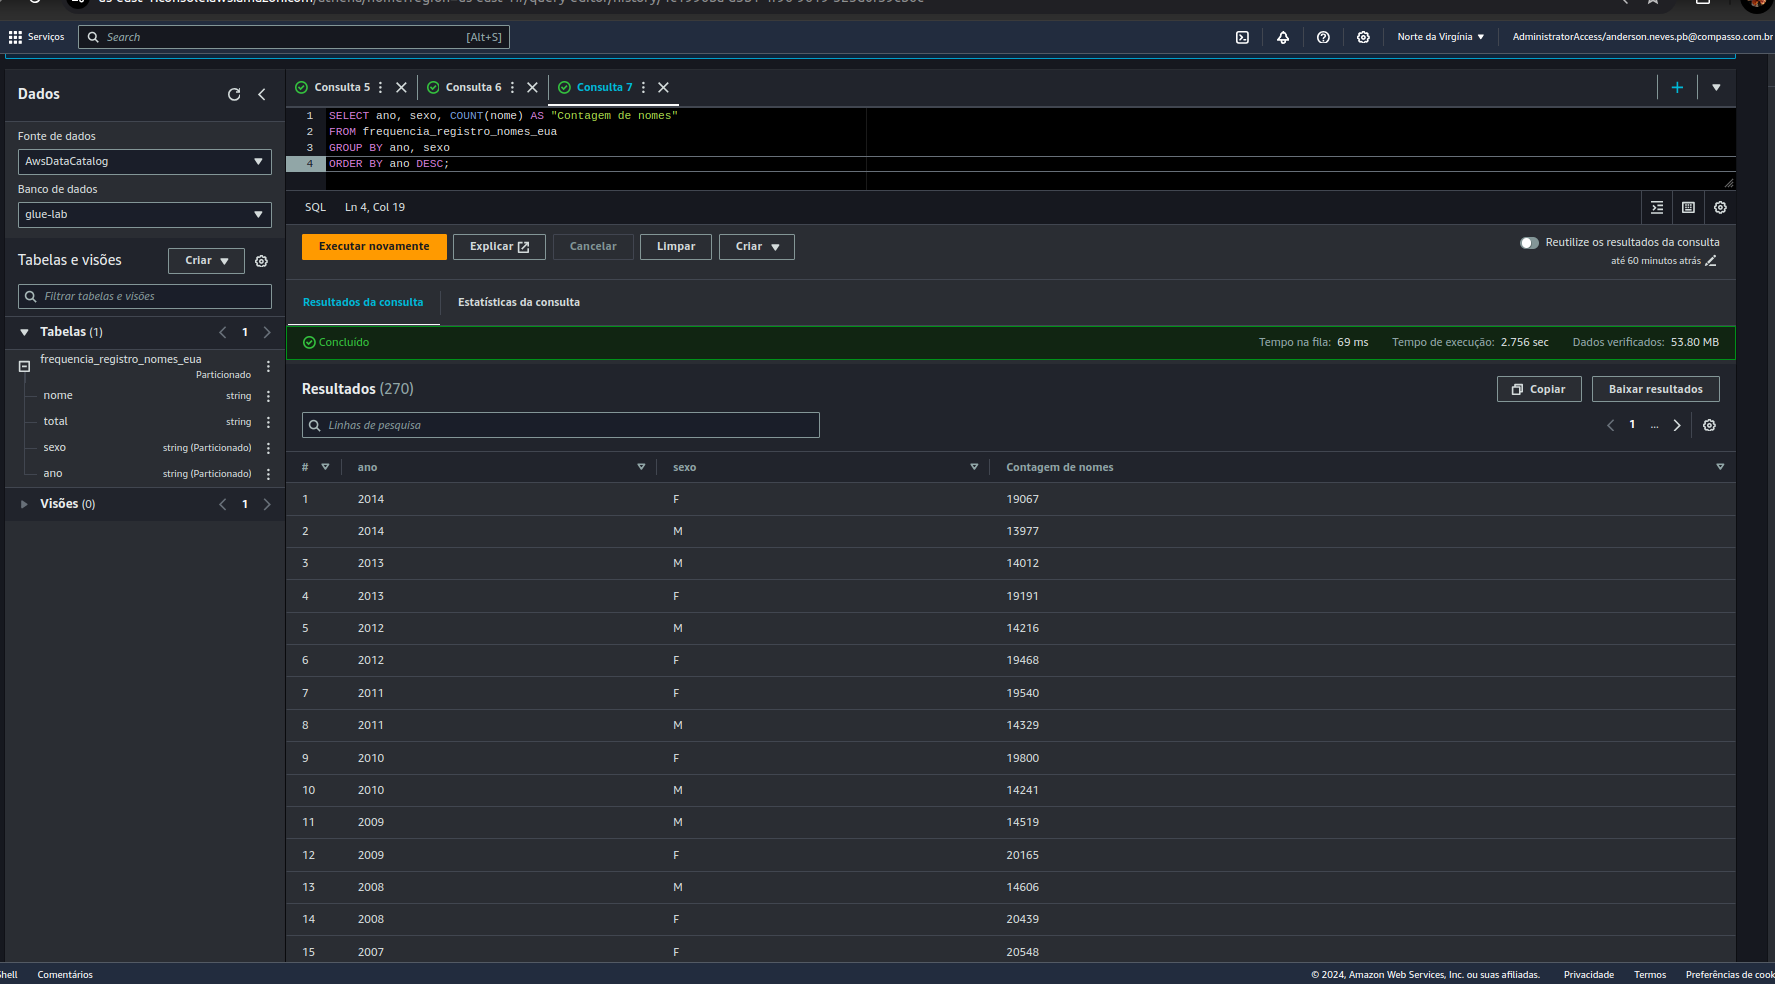 Serviços
Search
[Alt+S]
Norte da Virgínia
AdministratorAccess/anderson.neves.pb@compasso.com.br
Dados
Fonte de dados
AwsDataCatalog
Banco de dados
glue-lab
Tabelas e visões
Criar
Filtrar tabelas e visões
Tabelas (1)
1
frequencia_registro_nomes_eua
Particionado
nome string
total string
sexo string (Particionado)
ano string (Particionado)
Visões (0)
1
Consulta 5
Consulta 6
Consulta 7
1 SELECT ano, sexo, COUNT(nome) AS "Contagem de nomes"
2 FROM frequencia_registro_nomes_eua
3 GROUP BY ano, sexo
4 ORDER BY ano DESC;
SQL Ln 4, Col 19
Executar novamente
Explicar
Cancelar
Limpar
Criar
Reutilize os resultados da consulta
até 60 minutos atrás
Resultados da consulta
Estatísticas da consulta
Concluído
Tempo na fila: 69 ms
Tempo de execução: 2.756 sec
Dados verificados: 53.80 MB
Resultados (270)
Copiar
Baixar resultados
Linhas de pesquisa
1 ...
# ano sexo Contagem de nomes
1 2014 F 19067
2 2014 M 13977
3 2013 M 14012
4 2013 F 19191
5 2012 M 14216
6 2012 F 19468
7 2011 F 19540
8 2011 M 14329
9 2010 F 19800
10 2010 M 14241
11 2009 M 14519
12 2009 F 20165
13 2008 M 14606
14 2008 F 20439
15 2007 F 20548
Comentários
© 2024, Amazon Web Services, Inc. ou suas afiliadas.
Privacidade
Termos
Preferências de cook